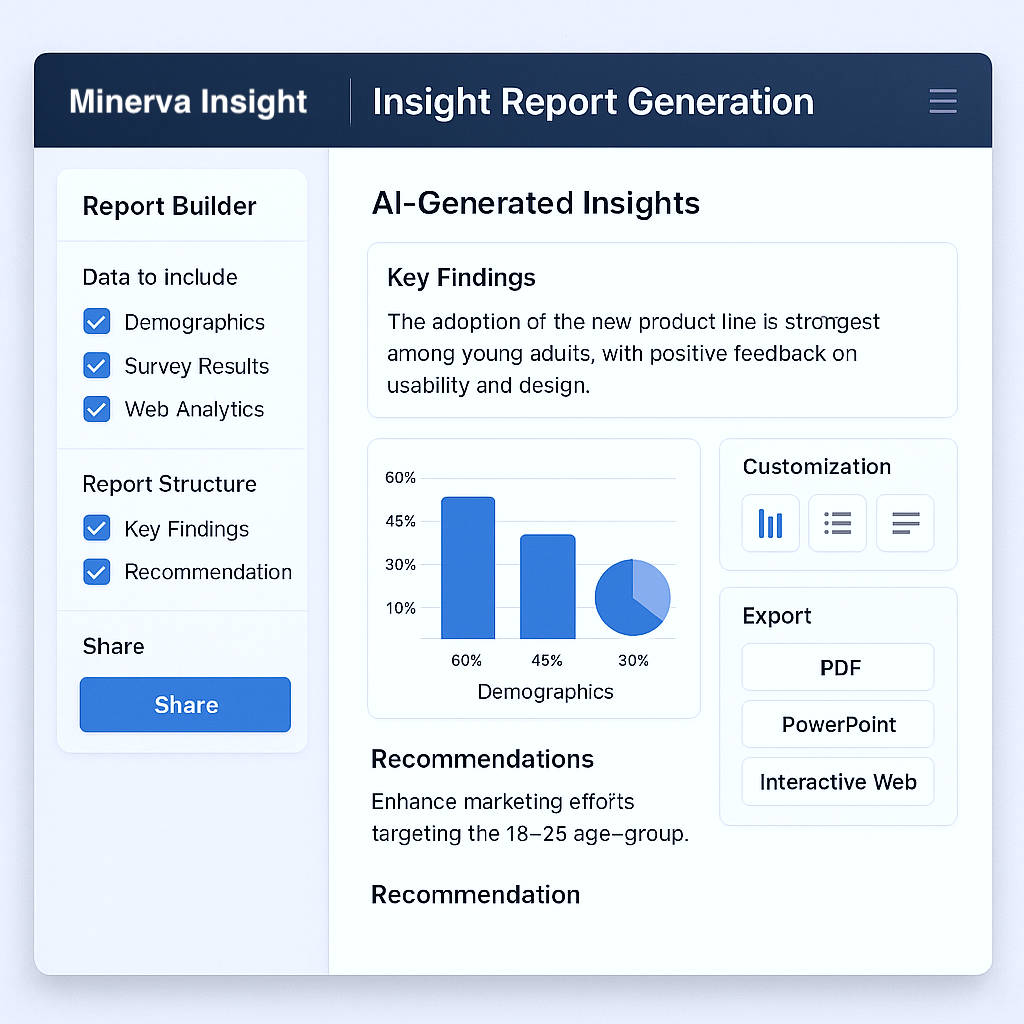 Minerva Insight
Insight Report Generation
Report Builder
Data to include
Demographics
Survey Results
Web Analytics
Report Structure
Key Findings
Recommendation
Share
Share
AI-Generated Insights
Key Findings
The adoption of the new product line is strongest
among young aduits, with positive feedback on
usability and design.
60%
45%
30%
10%
60% 45% 30%
Demographics
Customization
Export
PDF
PowerPoint
Interactive Web
Recommendations
Enhance marketing efforts
targeting the 18–25 age–group.
Recommendation